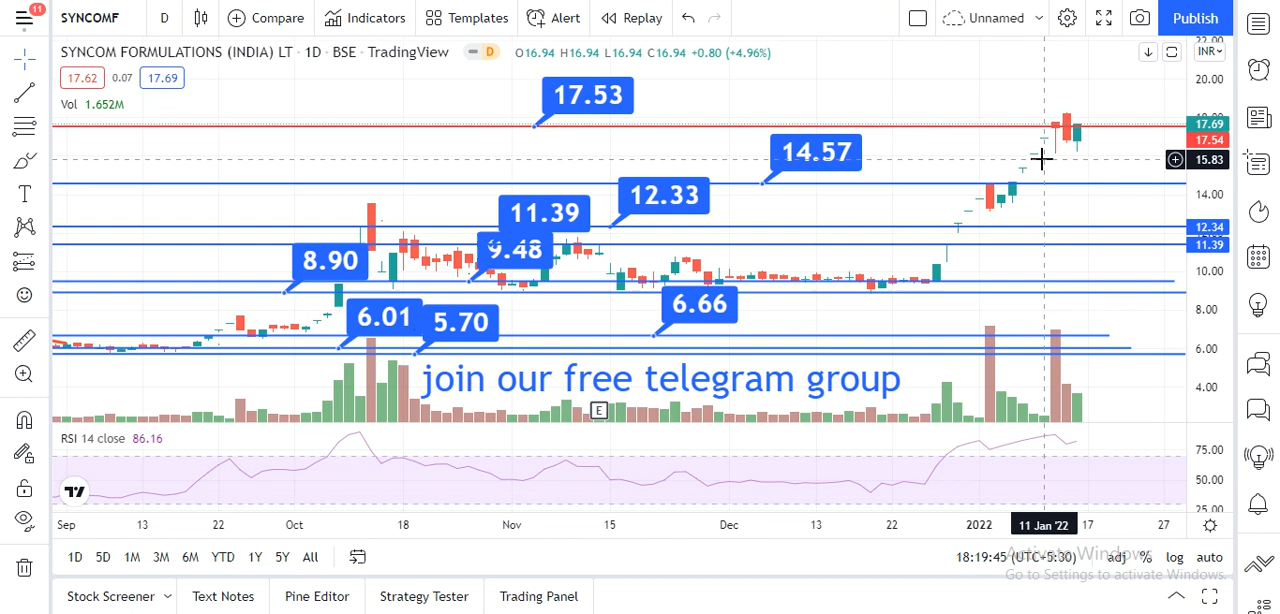 11
SYNCOMF D Compare Indicators Templates Alert Replay Unnamed Publish
SYNCOM FORMULATIONS (INDIA) LT · 1D · BSE · TradingView D O16.94 H16.94 L16.94 C16.94 +0.80 (+4.96%) INR
17.62 0.07 17.69
Vol 1.652M
20.00
17.53
17.69
17.54
14.57
15.83
14.00
12.33
11.39
12.34
9.48
11.39
8.90
10.00
6.66
8.00
6.01
5.70
6.00
join our free telegram group
4.00
E
RSI 14 close 86.16
75.00
50.00
25.00
Sep 13 22 Oct 18 Nov 15 Dec 13 22 2022 11 Jan '22 17 27
1D 5D 1M 3M 6M YTD 1Y 5Y All 18:19:45 (UTC+5:30) adj % log auto
Activate Windows
Go to Settings to activate Windows.
Stock Screener Text Notes Pine Editor Strategy Tester Trading Panel